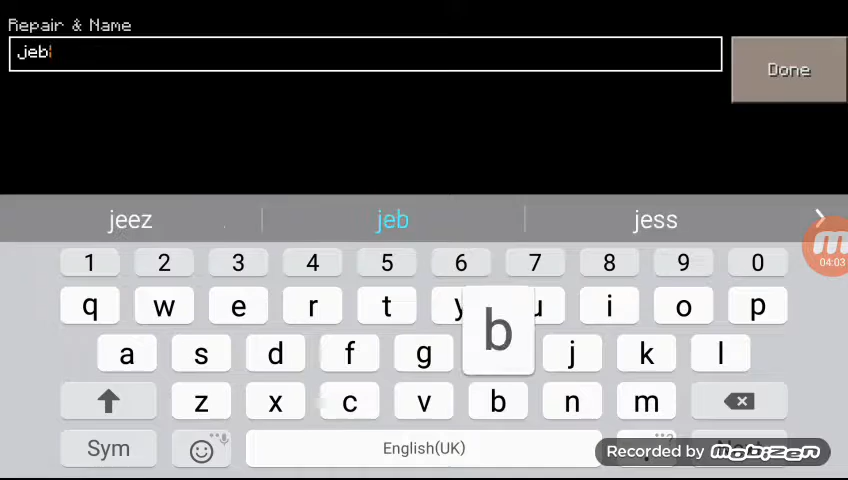 Repair & Name
jeb
Done
jeez jeb jess
04:03
1 2 3 4 5 6 7 8 9 0
q w e r t y u i o p
a s d f g b j k l
z x c v b n m
Sym English(UK)
Recorded by mobizen